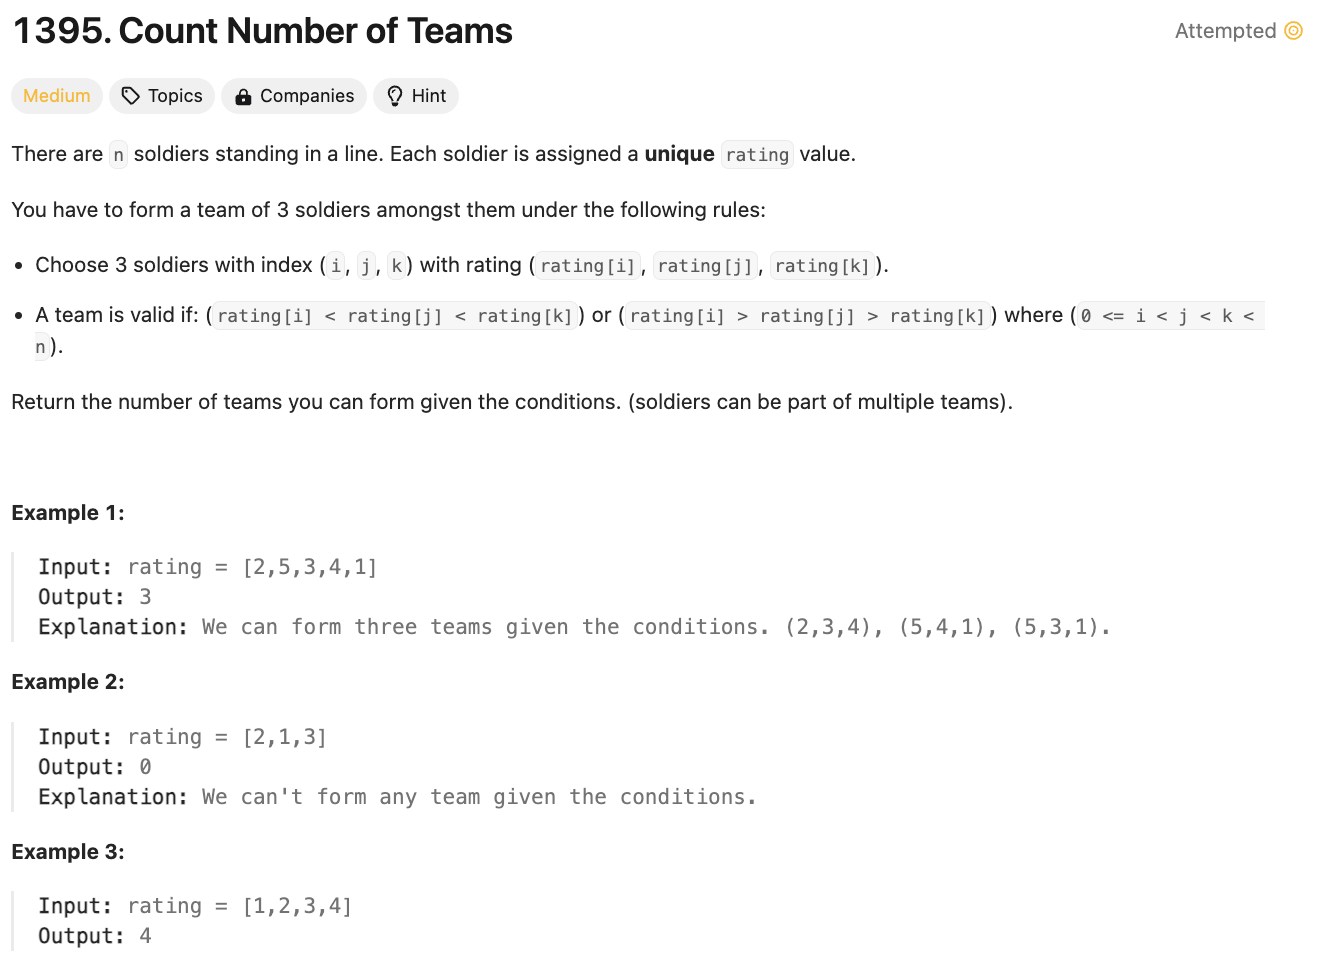 1395. Count Number of Teams
Attempted
Medium
Topics
Companies
Hint
There are n soldiers standing in a line. Each soldier is assigned a unique rating value.
You have to form a team of 3 soldiers amongst them under the following rules:
• Choose 3 soldiers with index (i, j, k) with rating (rating[i], rating[j], rating[k]).
• A team is valid if: (rating[i] < rating[j] < rating[k]) or (rating[i] > rating[j] > rating[k]) where (0 <= i < j < k <
n).
Return the number of teams you can form given the conditions. (soldiers can be part of multiple teams).
Example 1:
Input: rating = [2,5,3,4,1]
Output: 3
Explanation: We can form three teams given the conditions. (2,3,4), (5,4,1), (5,3,1).
Example 2:
Input: rating = [2,1,3]
Output: 0
Explanation: We can't form any team given the conditions.
Example 3:
Input: rating = [1,2,3,4]
Output: 4